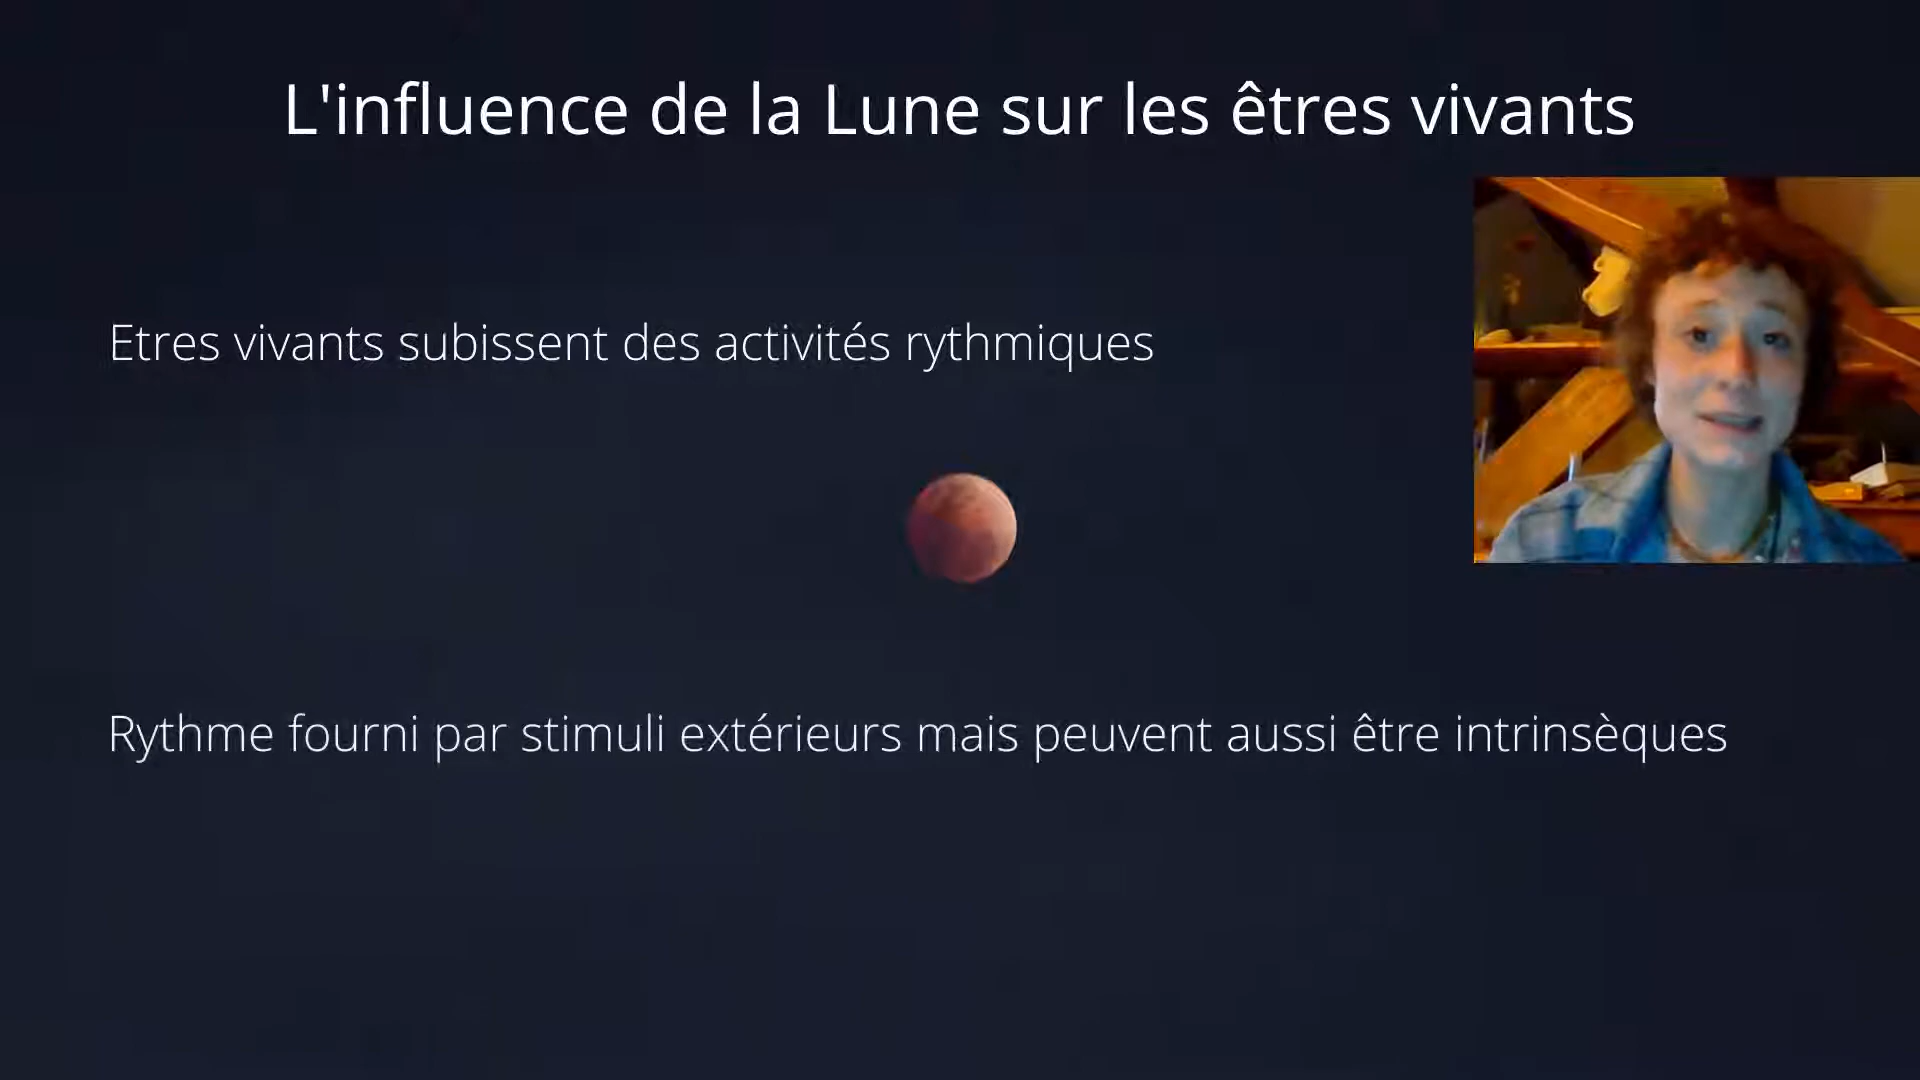 L'influence de la Lune sur les êtres vivants
Etres vivants subissent des activités rythmiques
Rythme fourni par stimuli extérieurs mais peuvent aussi être intrinsèques